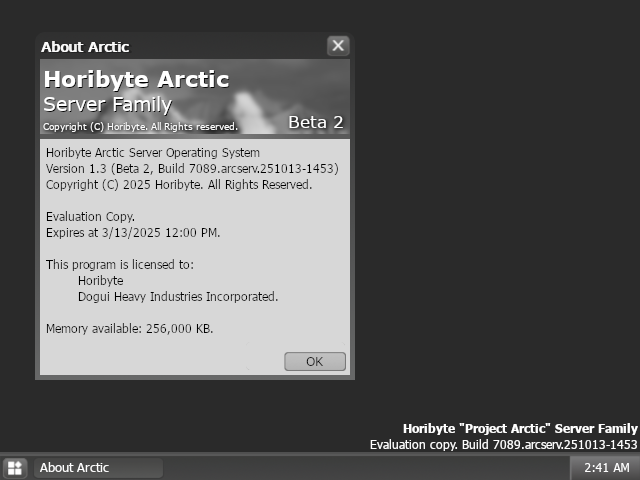 About Arctic
Horibyte Arctic
Server Family
Copyright (C) Horibyte. All Rights reserved.
Beta 2
Horibyte Arctic Server Operating System
Version 1.3 (Beta 2, Build 7089.arcserv.251013-1453)
Copyright (C) 2025 Horibyte. All Rights Reserved.
Evaluation Copy.
Expires at 3/13/2025 12:00 PM.
This program is licensed to:
Horibyte
Dogui Heavy Industries Incorporated.
Memory available: 256,000 KB.
OK
Horibyte "Project Arctic" Server Family
Evaluation copy. Build 7089.arcserv.251013-1453
About Arctic
2:41 AM